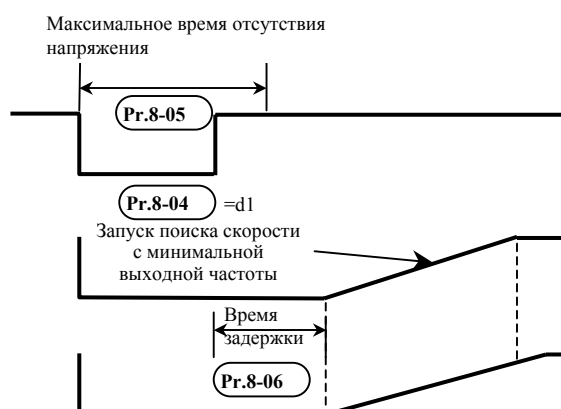 Максимальное время отсутствия
напряжения
Pr.8-05
Pr.8-04 =d1
Запуск поиска скорости
с минимальной
выходной частоты
Время
задержки
Pr.8-06